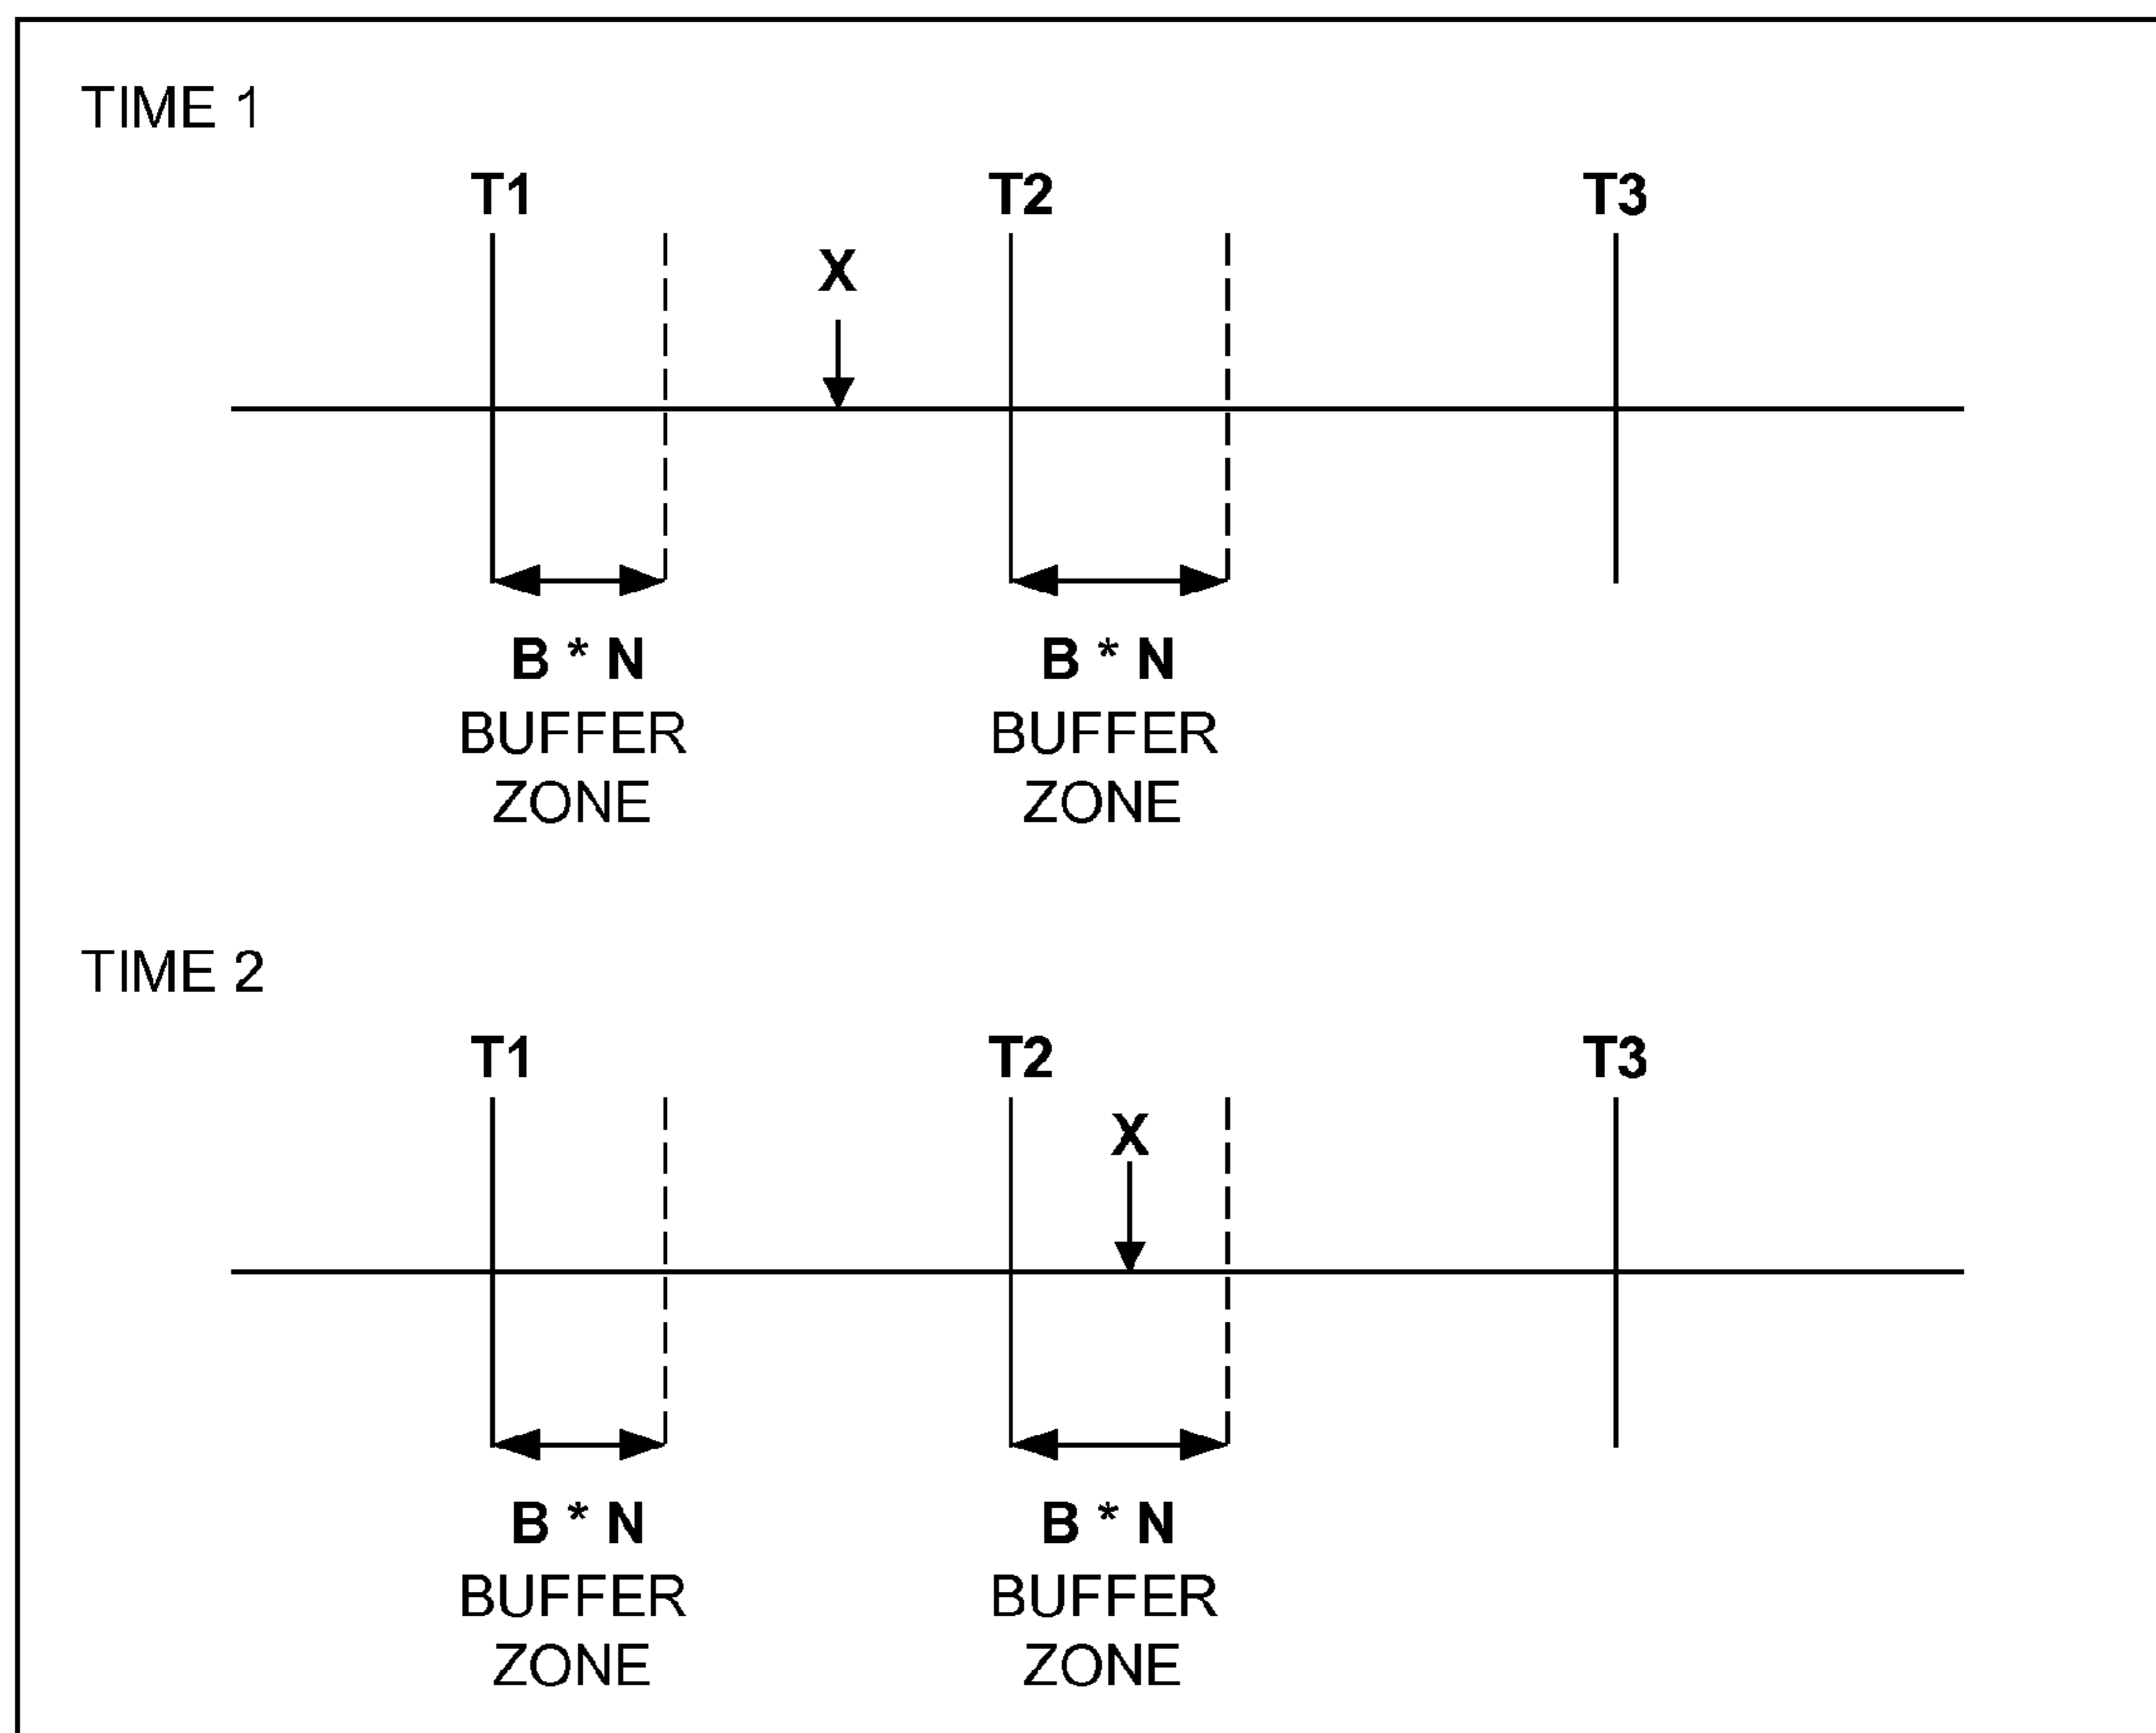 TIME 1
T1 T2 T3
X
B * N B * N
BUFFER BUFFER
ZONE ZONE
TIME 2
T1 T2 T3
X
B * N B * N
BUFFER BUFFER
ZONE ZONE